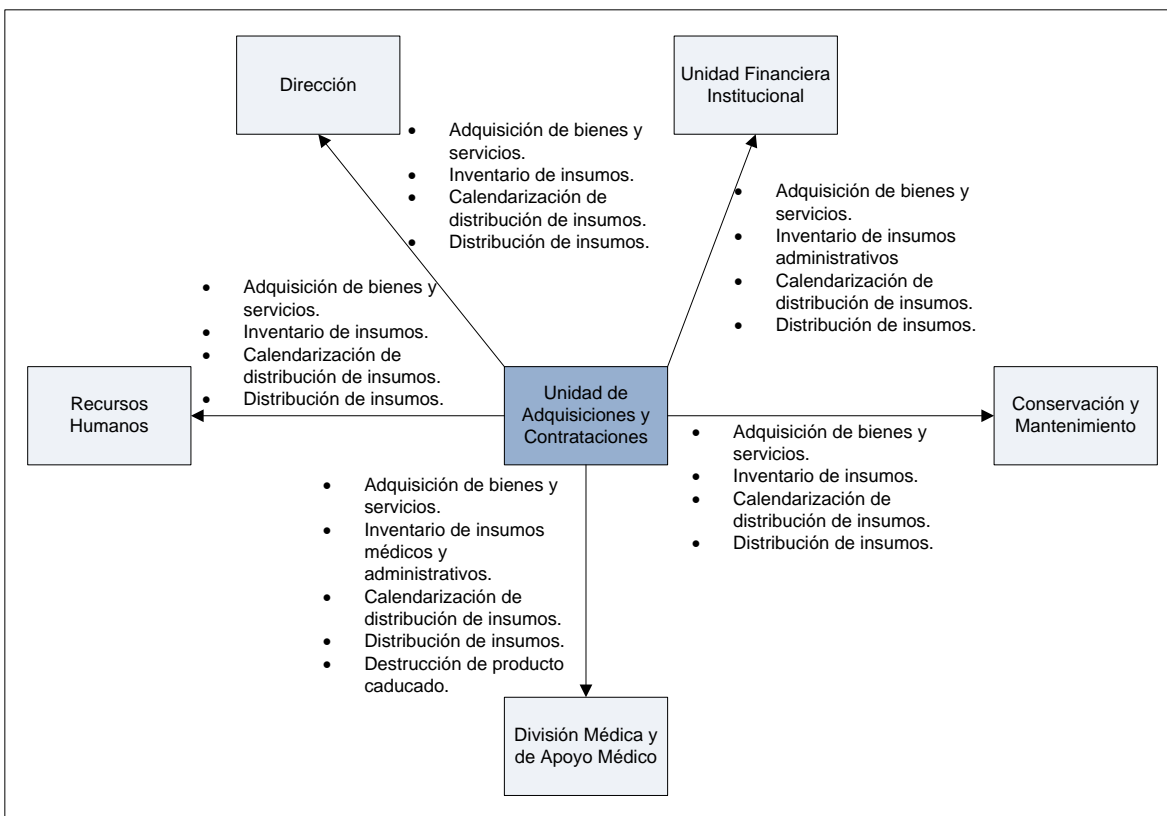 Dirección
Unidad Financiera
Institucional
• Adquisición de bienes y
servicios.
• Inventario de insumos.
• Calendarización de
distribución de insumos.
• Distribución de insumos.
• Adquisición de bienes y
servicios.
• Inventario de insumos
administrativos
• Calendarización de
distribución de insumos.
• Distribución de insumos.
• Adquisición de bienes y
servicios.
• Inventario de insumos.
• Calendarización de
distribución de insumos.
• Distribución de insumos.
Recursos
Humanos
Unidad de
Adquisiciones y
Contrataciones
Conservación y
Mantenimiento
• Adquisición de bienes y
servicios.
• Inventario de insumos.
• Calendarización de
distribución de insumos.
• Distribución de insumos.
• Adquisición de bienes y
servicios.
• Inventario de insumos
médicos y
administrativos.
• Calendarización de
distribución de insumos.
• Distribución de insumos.
• Destrucción de producto
caducado.
División Médica y
de Apoyo Médico